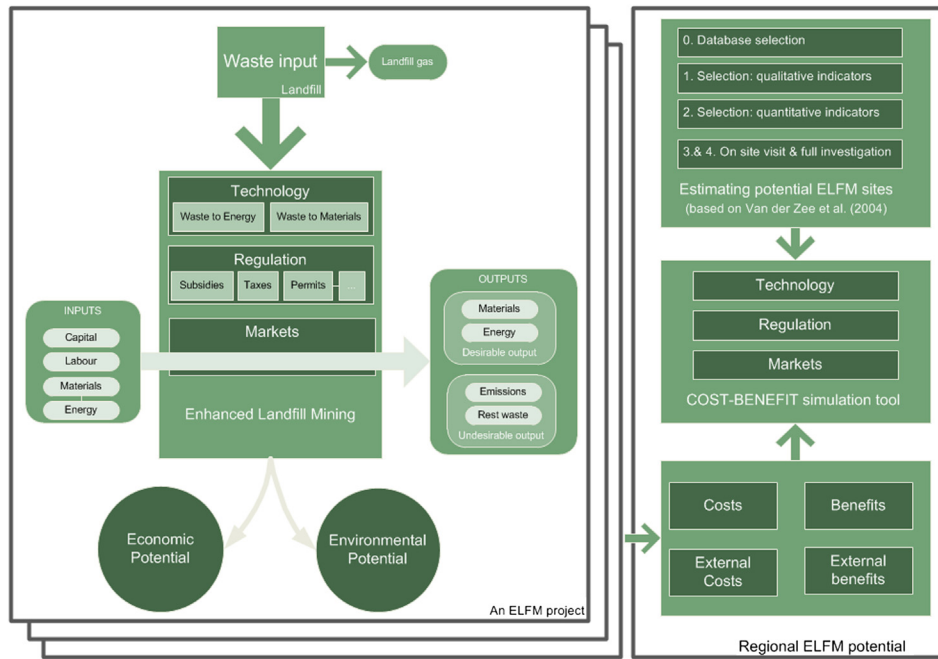 Waste input
Landfill
Landfill gas
Technology
Waste to Energy
Waste to Materials
Regulation
Subsidies
Taxes
Permits
...
Markets
Enhanced Landfill Mining
INPUTS
Capital
Labour
Materials
Energy
OUTPUTS
Materials
Energy
Desirable output
Emissions
Rest waste
Undesirable output
Economic
Potential
Environmental
Potential
An ELFM project
0. Database selection
1. Selection: qualitative indicators
2. Selection: quantitative indicators
3.& 4. On site visit & full investigation
Estimating potential ELFM sites
(based on Van der Zee et al. (2004)
Technology
Regulation
Markets
COST-BENEFIT simulation tool
Costs
Benefits
External
Costs
External
benefits
Regional ELFM potential